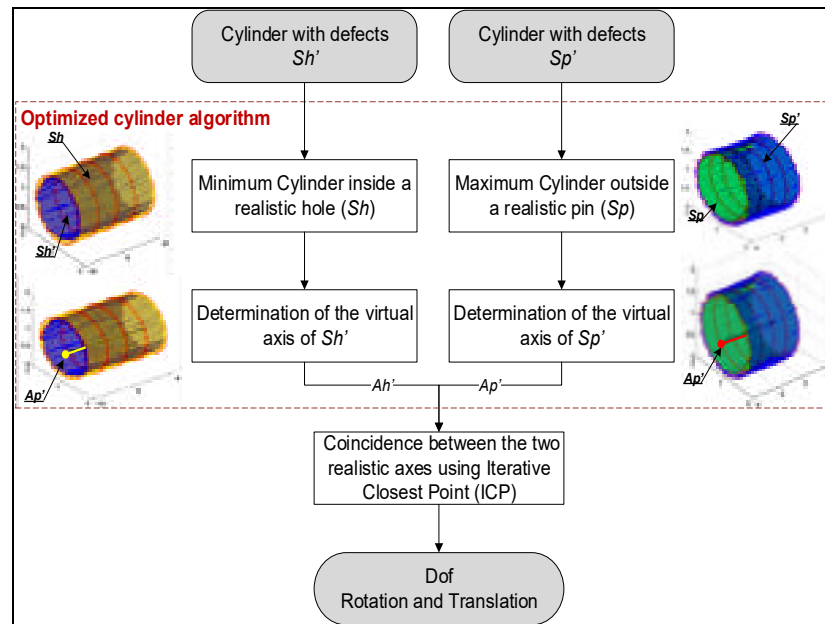 Cylinder with defects
Sh'
Cylinder with defects
Sp'
Optimized cylinder algorithm
Sh
Sh'
Minimum Cylinder inside a
realistic hole (Sh)
Maximum Cylinder outside
a realistic pin (Sp)
Sp'
Sp
Ap'
Determination of the virtual
axis of Sh'
Determination of the virtual
axis of Sp'
Ap'
Ah'
Ap'
Coincidence between the two
realistic axes using Iterative
Closest Point (ICP)
Dof
Rotation and Translation